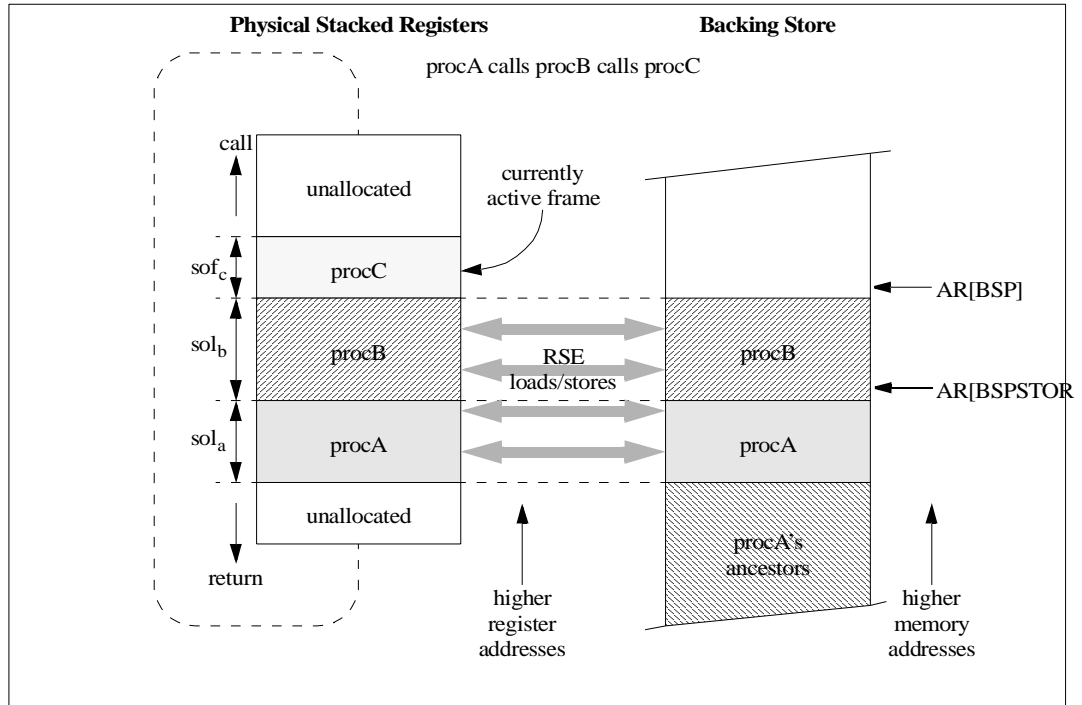 Physical Stacked Registers
Backing Store
procA calls procB calls procC
call
unallocated
currently
active frame
sofc
procC
AR[BSP]
solb
procB
RSE
loads/stores
procB
AR[BSPSTOR
sola
procA
procA
unallocated
procA's
ancestors
return
higher
register
addresses
higher
memory
addresses